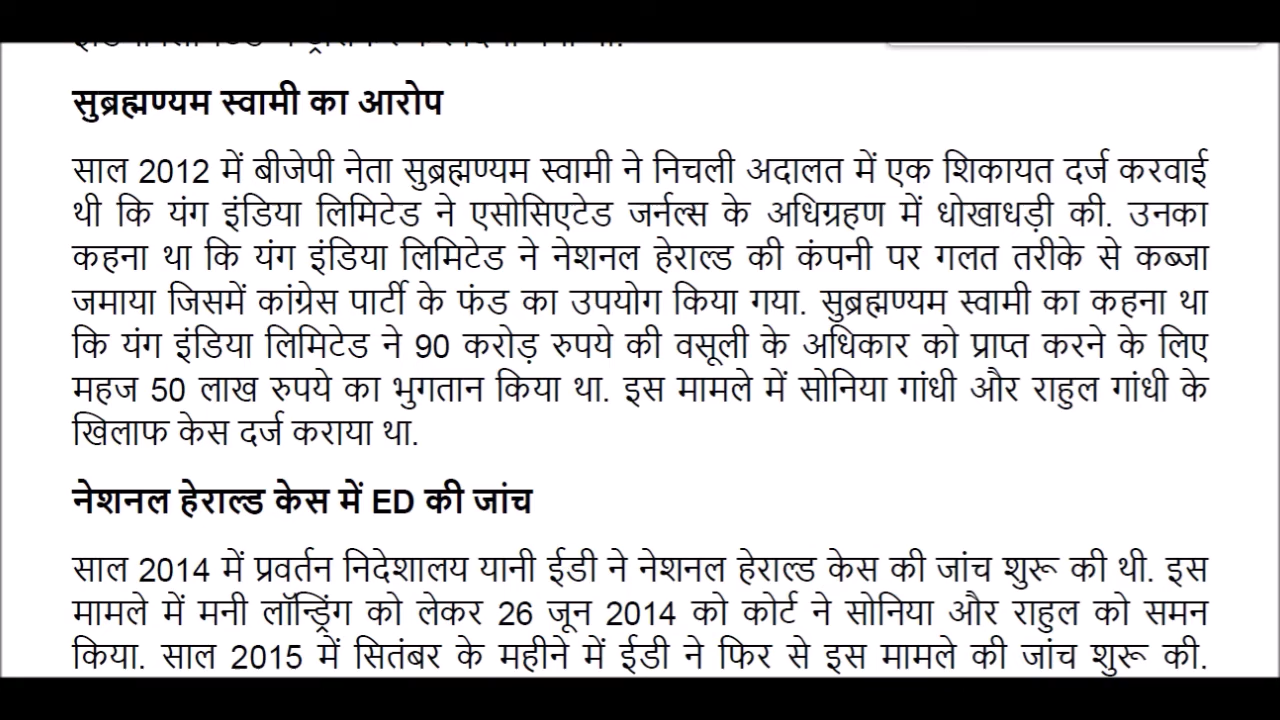 सुब्रह्मण्यम स्वामी का आरोप
साल 2012 में बीजेपी नेता सुब्रह्मण्यम स्वामी ने निचली अदालत में एक शिकायत दर्ज करवाई
थी कि यंग इंडिया लिमिटेड ने एसोसिएटेड जर्नल्स के अधिग्रहण में धोखाधड़ी की. उनका
कहना था कि यंग इंडिया लिमिटेड ने नेशनल हेराल्ड की कंपनी पर गलत तरीके से कब्जा
जमाया जिसमें कांग्रेस पार्टी के फंड का उपयोग किया गया. सुब्रह्मण्यम स्वामी का कहना था
कि यंग इंडिया लिमिटेड ने 90 करोड़ रुपये की वसूली के अधिकार को प्राप्त करने के लिए
महज 50 लाख रुपये का भुगतान किया था. इस मामले में सोनिया गांधी और राहुल गांधी के
खिलाफ केस दर्ज कराया था.
नेशनल हेराल्ड केस में ED की जांच
साल 2014 में प्रवर्तन निदेशालय यानी ईडी ने नेशनल हेराल्ड केस की जांच शुरू की थी. इस
मामले में मनी लॉन्ड्रिंग को लेकर 26 जून 2014 को कोर्ट ने सोनिया और राहुल को समन
किया. साल 2015 में सितंबर के महीने में ईडी ने फिर से इस मामले की जांच शुरू की.